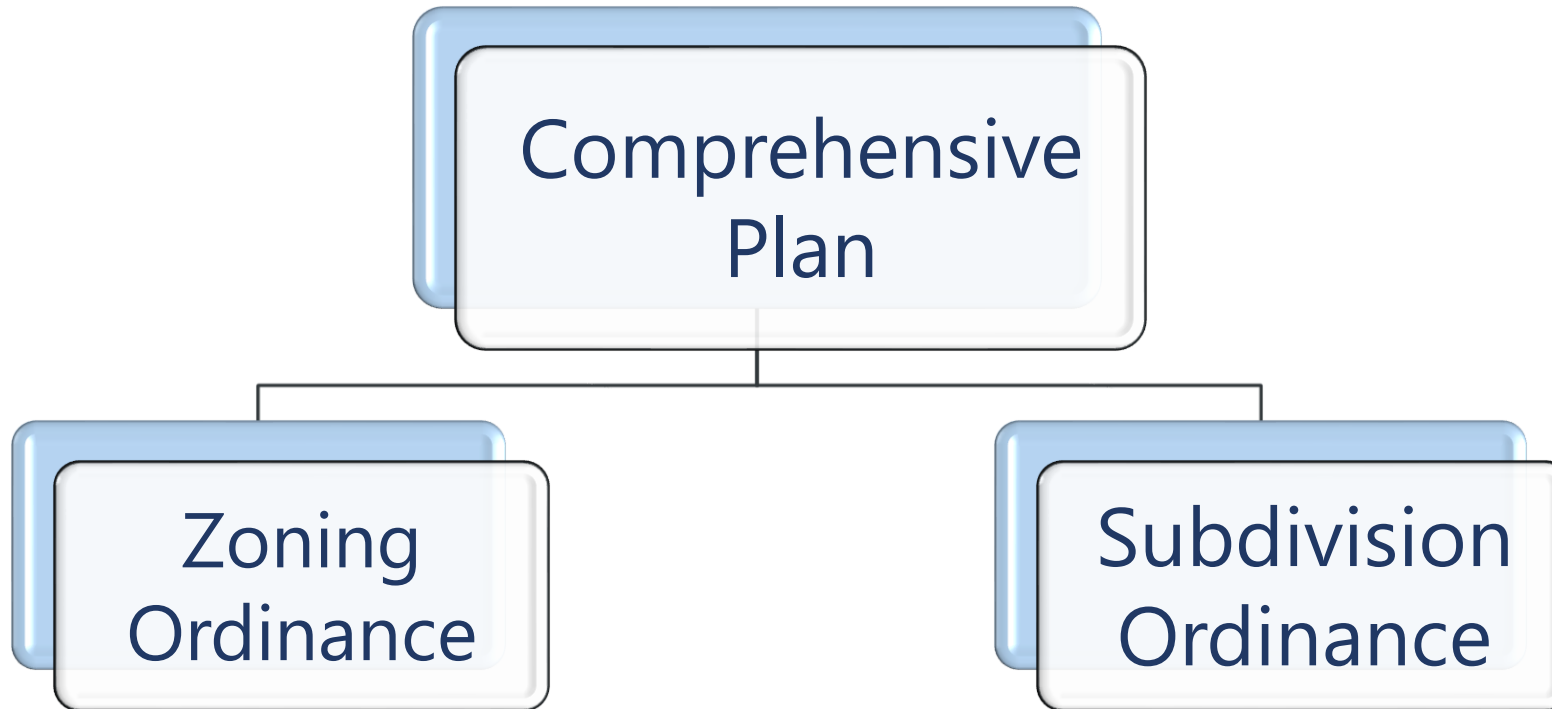 Comprehensive
Plan
Zoning
Ordinance
Subdivision
Ordinance